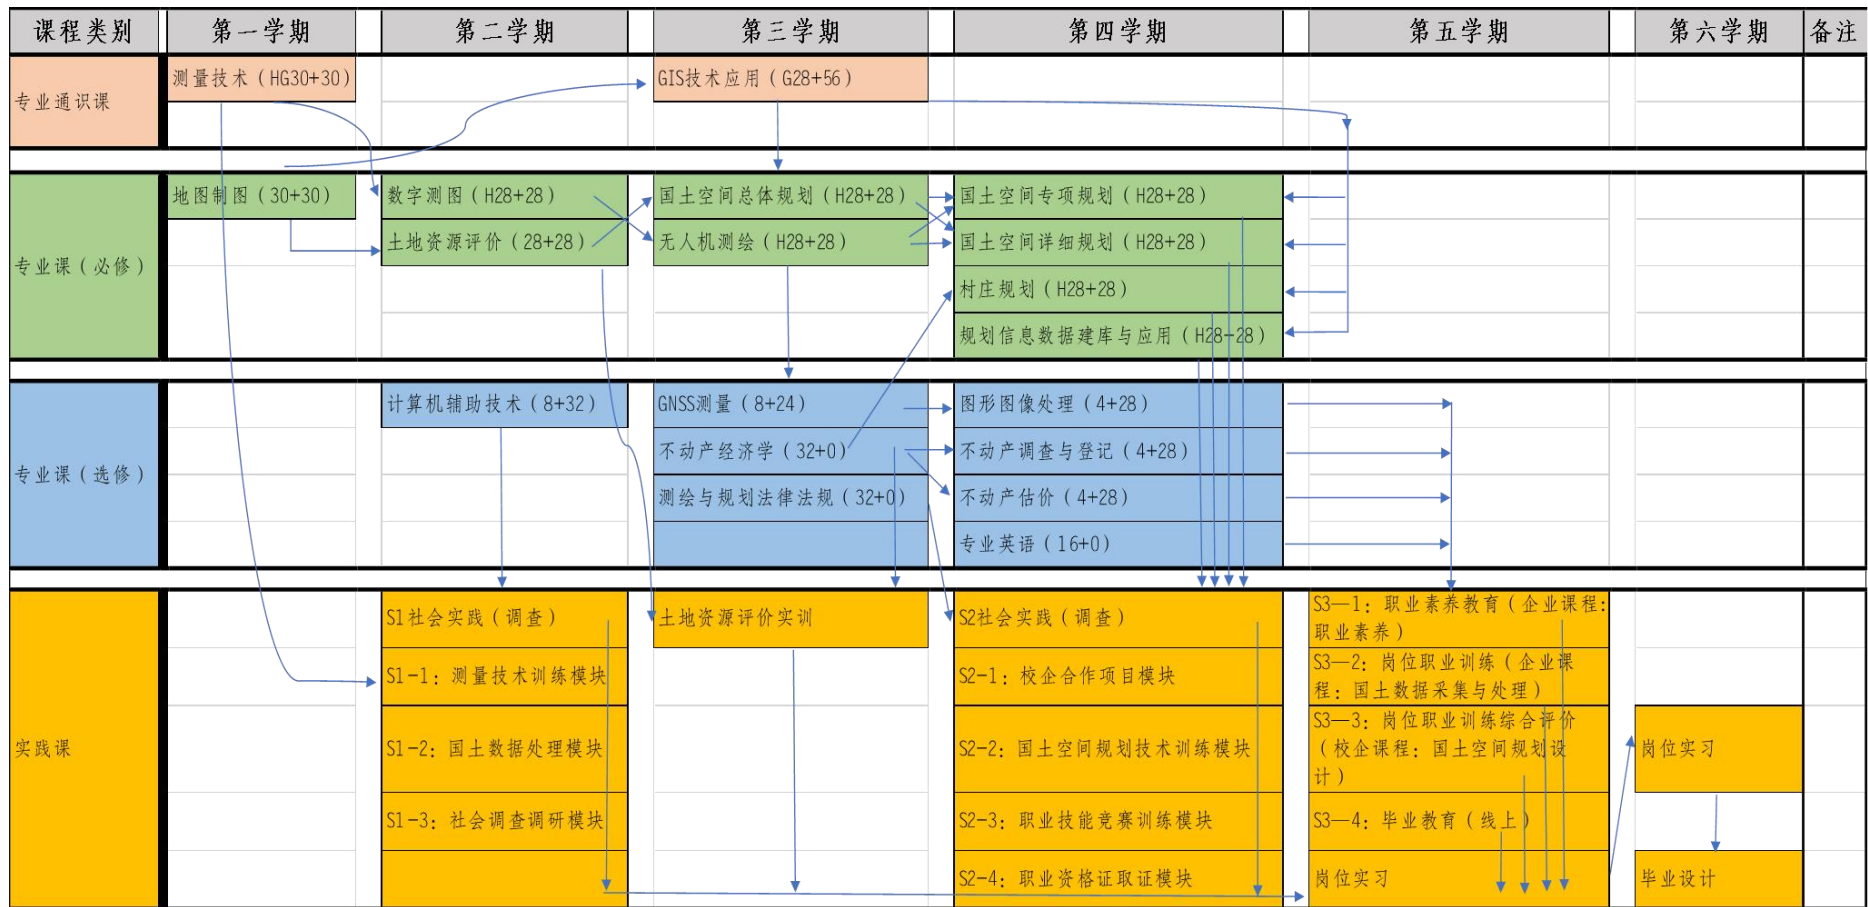 课程类别
第一学期
第二学期
第三学期
第四学期
第五学期
第六学期
备注
专业通识课
测量技术（HG30+30）
GIS技术应用（G28+56）
专业课（必修）
地图制图（30+30）
数字测图（H28+28）
国土空间总体规划（H28+28）
国土空间专项规划（H28+28）
土地资源评价（28+28）
无人机测绘（H28+28）
国土空间详细规划（H28+28）
村庄规划（H28+28）
规划信息数据建库与应用（H28+28）
专业课（选修）
计算机辅助技术（8+32）
GNSS测量（8+24）
图形图像处理（4+28）
不动产经济学（32+0）
不动产调查与登记（4+28）
测绘与规划法律法规（32+0）
不动产估价（4+28）
专业英语（16+0）
实践课
S1社会实践（调查）
土地资源评价实训
S2社会实践（调查）
S3—1：职业素养教育（企业课程：
职业素养）
S1-1：测量技术训练模块
S2-1：校企合作项目模块
S3—2：岗位职业训练（企业课
程：国土数据采集与处理）
S1-2：国土数据处理模块
S2-2：国土空间规划技术训练模块
S3—3：岗位职业训练综合评价
（校企课程：国土空间规划设
计）
岗位实习
S1-3：社会调查调研模块
S2-3：职业技能竞赛训练模块
S3—4：毕业教育（线上）
S2-4：职业资格证取证模块
岗位实习
毕业设计